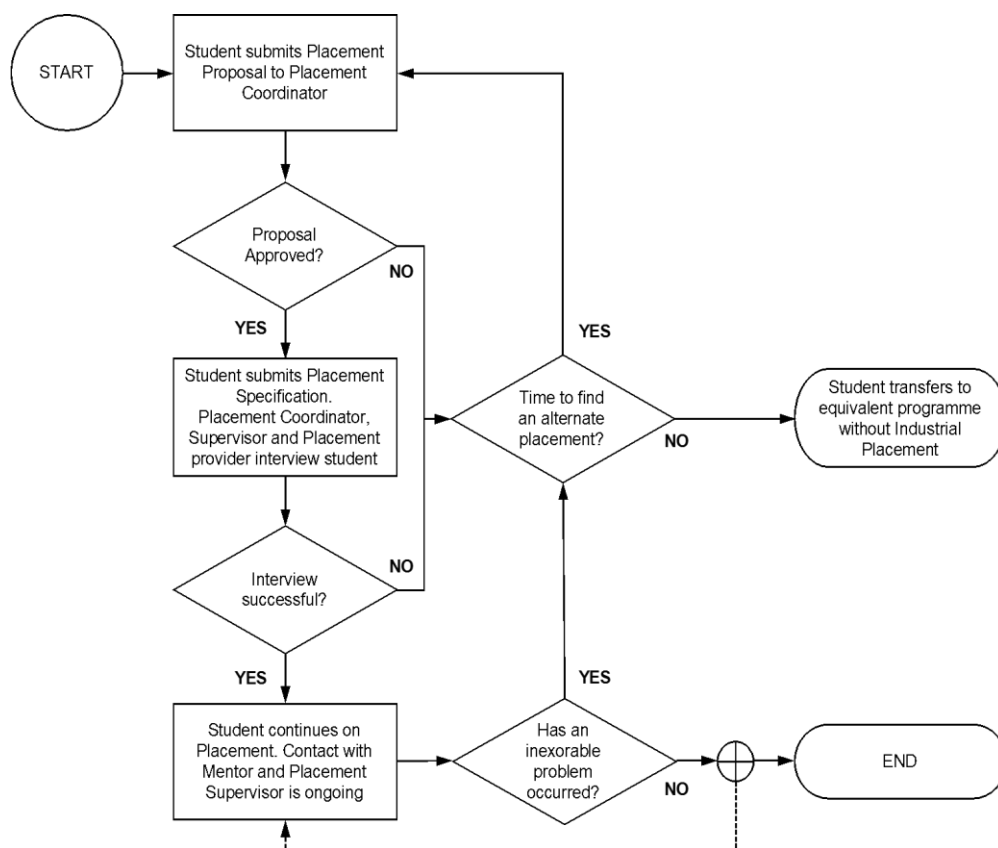 START
Student submits Placement
Proposal to Placement
Coordinator
Proposal
Approved?
NO
YES
Student submits Placement
Specification.
Placement Coordinator,
Supervisor and Placement
provider interview student
Interview
successful?
NO
YES
Student continues on
Placement. Contact with
Mentor and Placement
Supervisor is ongoing
YES
Time to find
an alternate
placement?
NO
Student transfers to
equivalent programme
without Industrial
Placement
YES
Has an
inexorable
problem
occurred?
NO
END